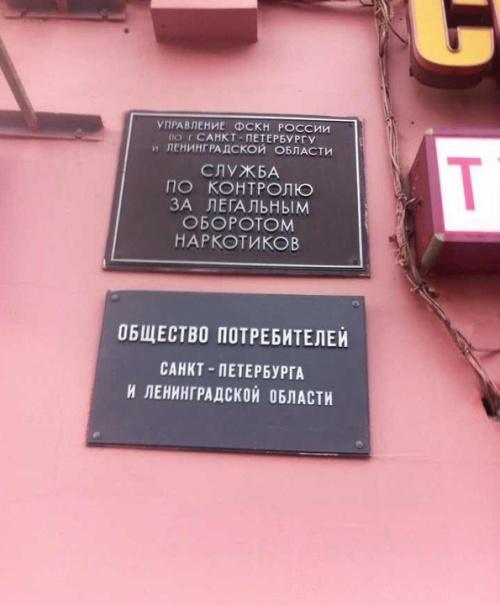 УПРАВЛЕНИЕ ФСКН РОССИИ
ПО Г. САНКТ-ПЕТЕРБУРГУ
И ЛЕНИНГРАДСКОЙ ОБЛАСТИ
СЛУЖБА
ПО КОНТРОЛЮ
ЗА ЛЕГАЛЬНЫМ
ОБОРОТОМ
НАРКОТИКОВ
ОБЩЕСТВО ПОТРЕБИТЕЛЕЙ
САНКТ-ПЕТЕРБУРГА
И ЛЕНИНГРАДСКОЙ ОБЛАСТИ
С
Т